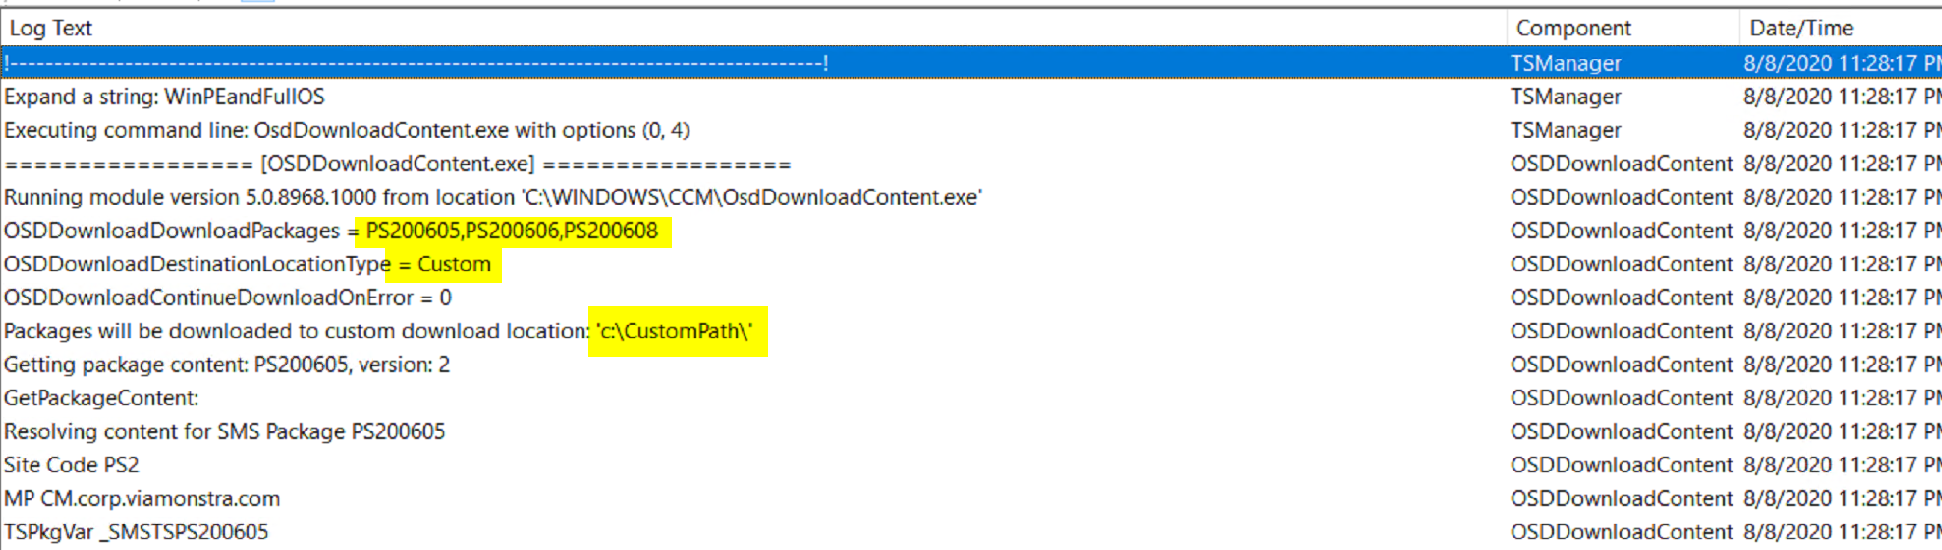 Log Text Component Date/Time
!----------------------------------------------------------------------------------------! TSManager 8/8/2020 11:28:17 PM
Expand a string: WinPEandFullOS TSManager 8/8/2020 11:28:17 PM
Executing command line: OsdDownloadContent.exe with options (0, 4) TSManager 8/8/2020 11:28:17 PM
================= [OSDDownloadContent.exe] ================= OSDDownloadContent 8/8/2020 11:28:17 PM
Running module version 5.0.8968.1000 from location 'C:\WINDOWS\CCM\OsdDownloadContent.exe' OSDDownloadContent 8/8/2020 11:28:17 PM
OSDDownloadDownloadPackages = PS200605,PS200606,PS200608 OSDDownloadContent 8/8/2020 11:28:17 PM
OSDDownloadDestinationLocationType = Custom OSDDownloadContent 8/8/2020 11:28:17 PM
OSDDownloadContinueDownloadOnError = 0 OSDDownloadContent 8/8/2020 11:28:17 PM
Packages will be downloaded to custom download location: 'c:\CustomPath\' OSDDownloadContent 8/8/2020 11:28:17 PM
Getting package content: PS200605, version: 2 OSDDownloadContent 8/8/2020 11:28:17 PM
GetPackageContent: OSDDownloadContent 8/8/2020 11:28:17 PM
Resolving content for SMS Package PS200605 OSDDownloadContent 8/8/2020 11:28:17 PM
Site Code PS2 OSDDownloadContent 8/8/2020 11:28:17 PM
MP CM.corp.viamonstra.com OSDDownloadContent 8/8/2020 11:28:17 PM
TSPkgVar _SMSTSPS200605 OSDDownloadContent 8/8/2020 11:28:17 PM